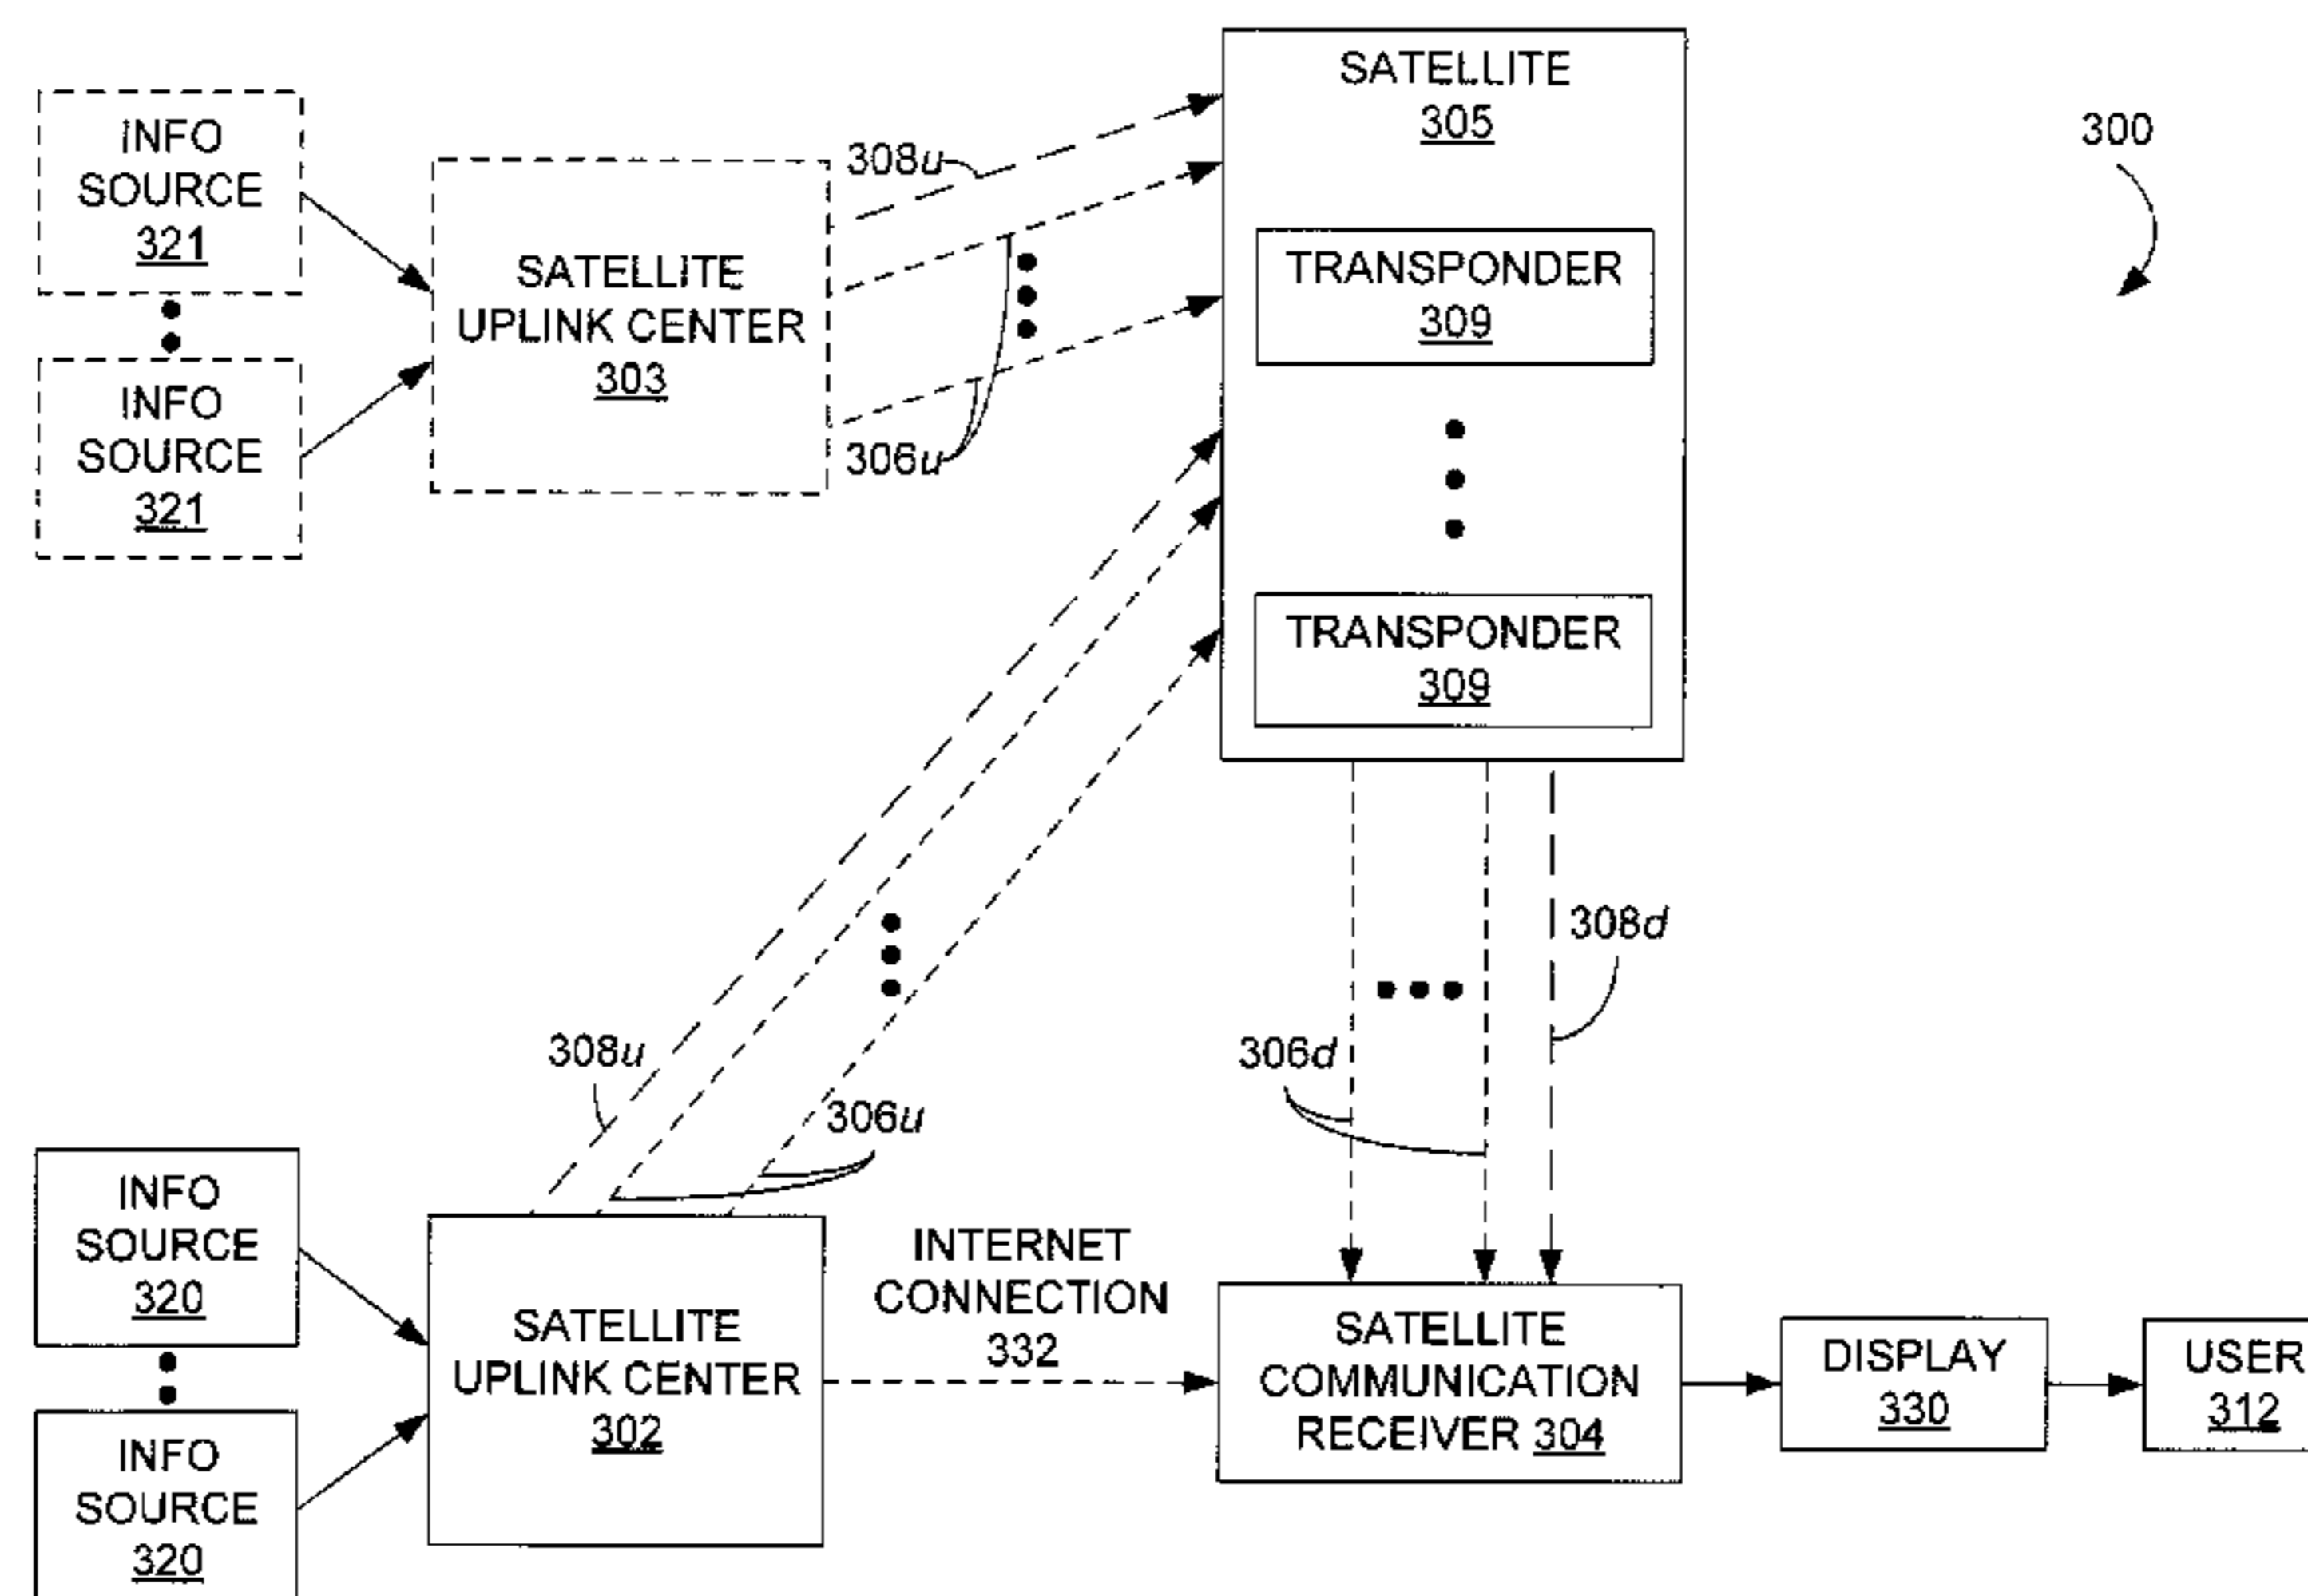 SATELLITE
305
300
INFO
SOURCE
321
308u
SATELLITE
UPLINK CENTER
303
TRANSPONDER
309
INFO
SOURCE
321
306u
TRANSPONDER
309
308d
308u
306d
306u
INFO
SOURCE
320
INTERNET
CONNECTION
332
SATELLITE
UPLINK CENTER
302
SATELLITE
COMMUNICATION
RECEIVER 304
DISPLAY
330
USER
312
INFO
SOURCE
320